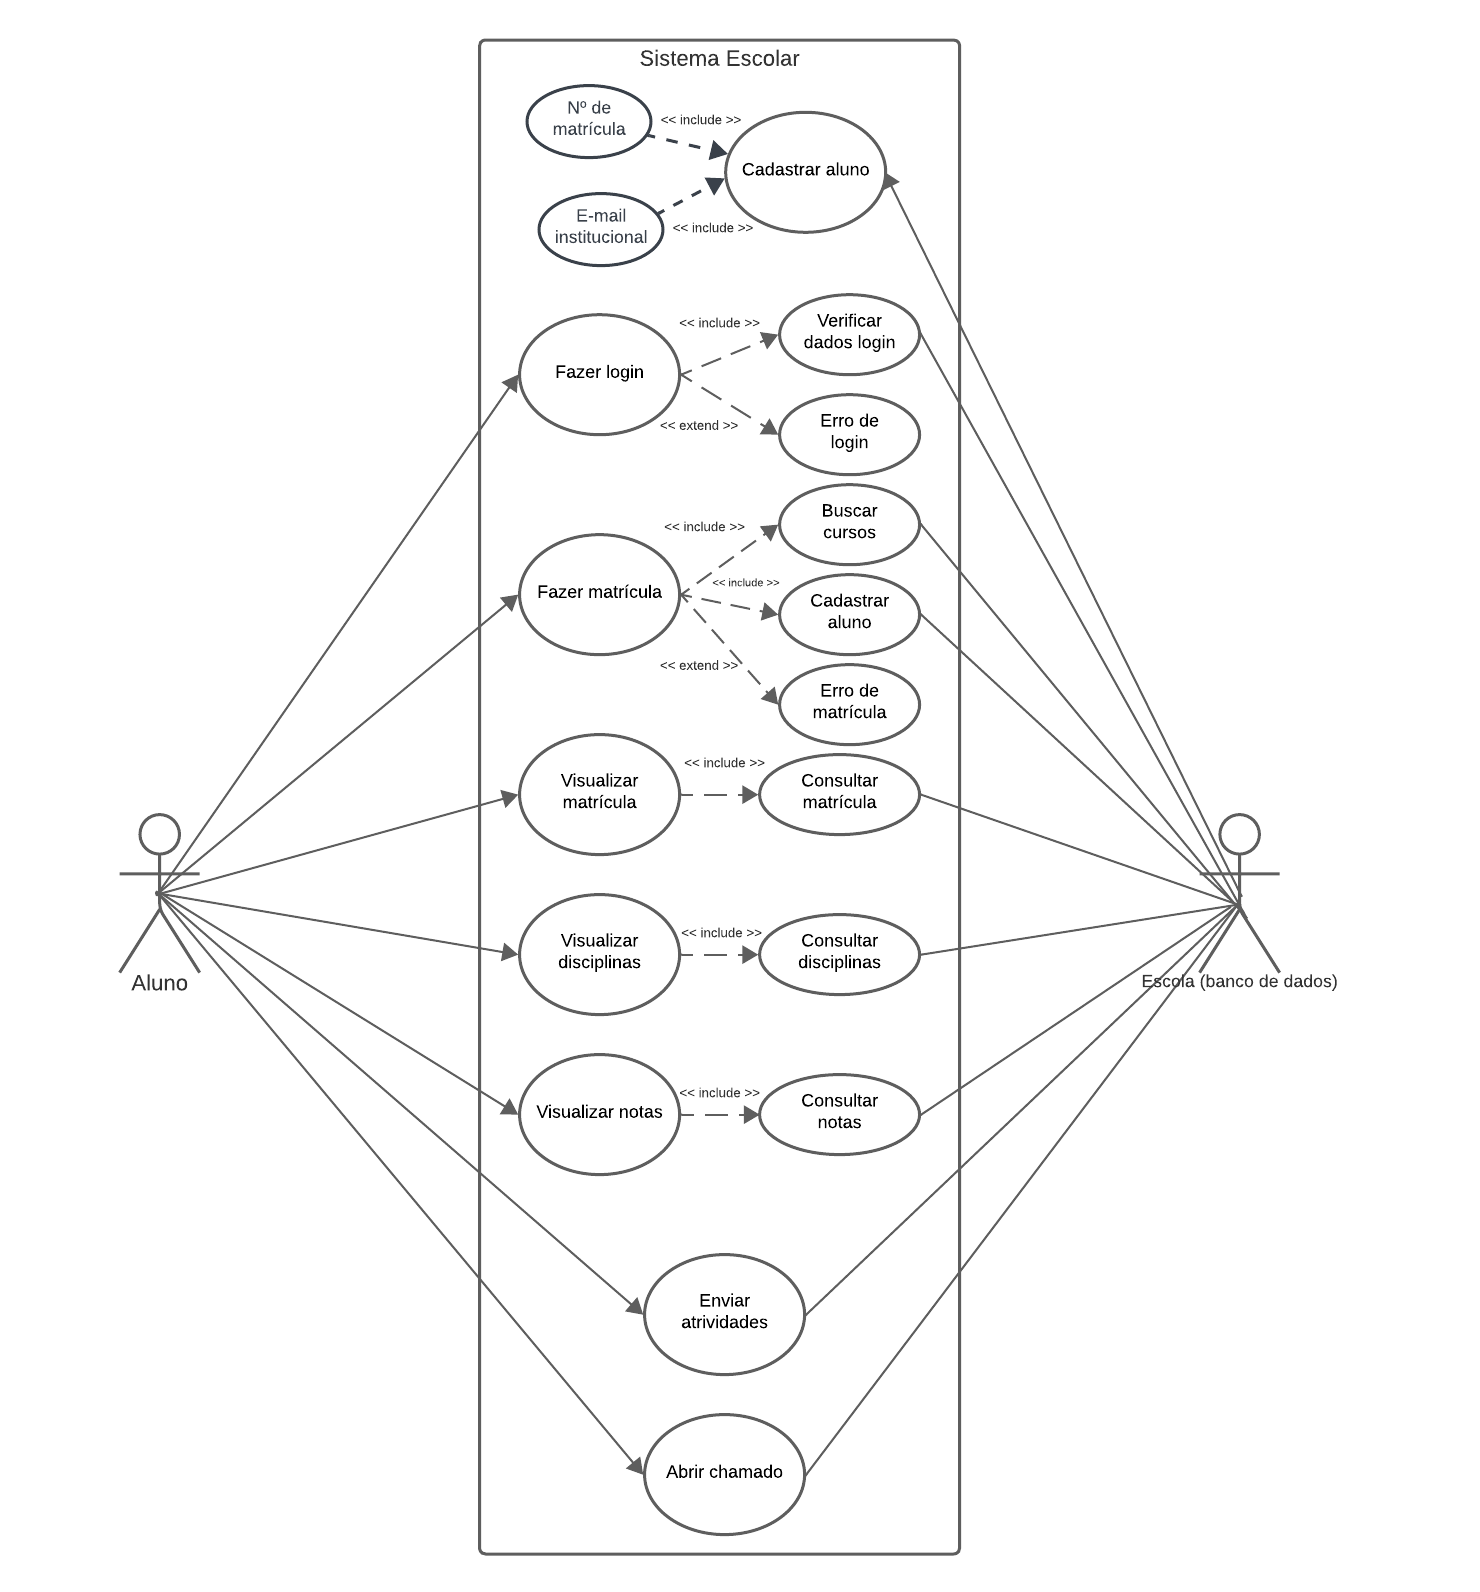 Sistema Escolar
Nº de
matrícula
<< include >>
Cadastrar aluno
E-mail
institucional
<< include >>
Fazer login
<< include >>
Verificar
dados login
<< extend >>
Erro de
login
Fazer matrícula
<< include >>
Buscar
cursos
<< include >>
Cadastrar
aluno
<< extend >>
Erro de
matrícula
Visualizar
matrícula
<< include >>
Consultar
matrícula
Visualizar
disciplinas
<< include >>
Consultar
disciplinas
Aluno
Escola (banco de dados)
Visualizar notas
<< include >>
Consultar
notas
Enviar
atrividades
Abrir chamado